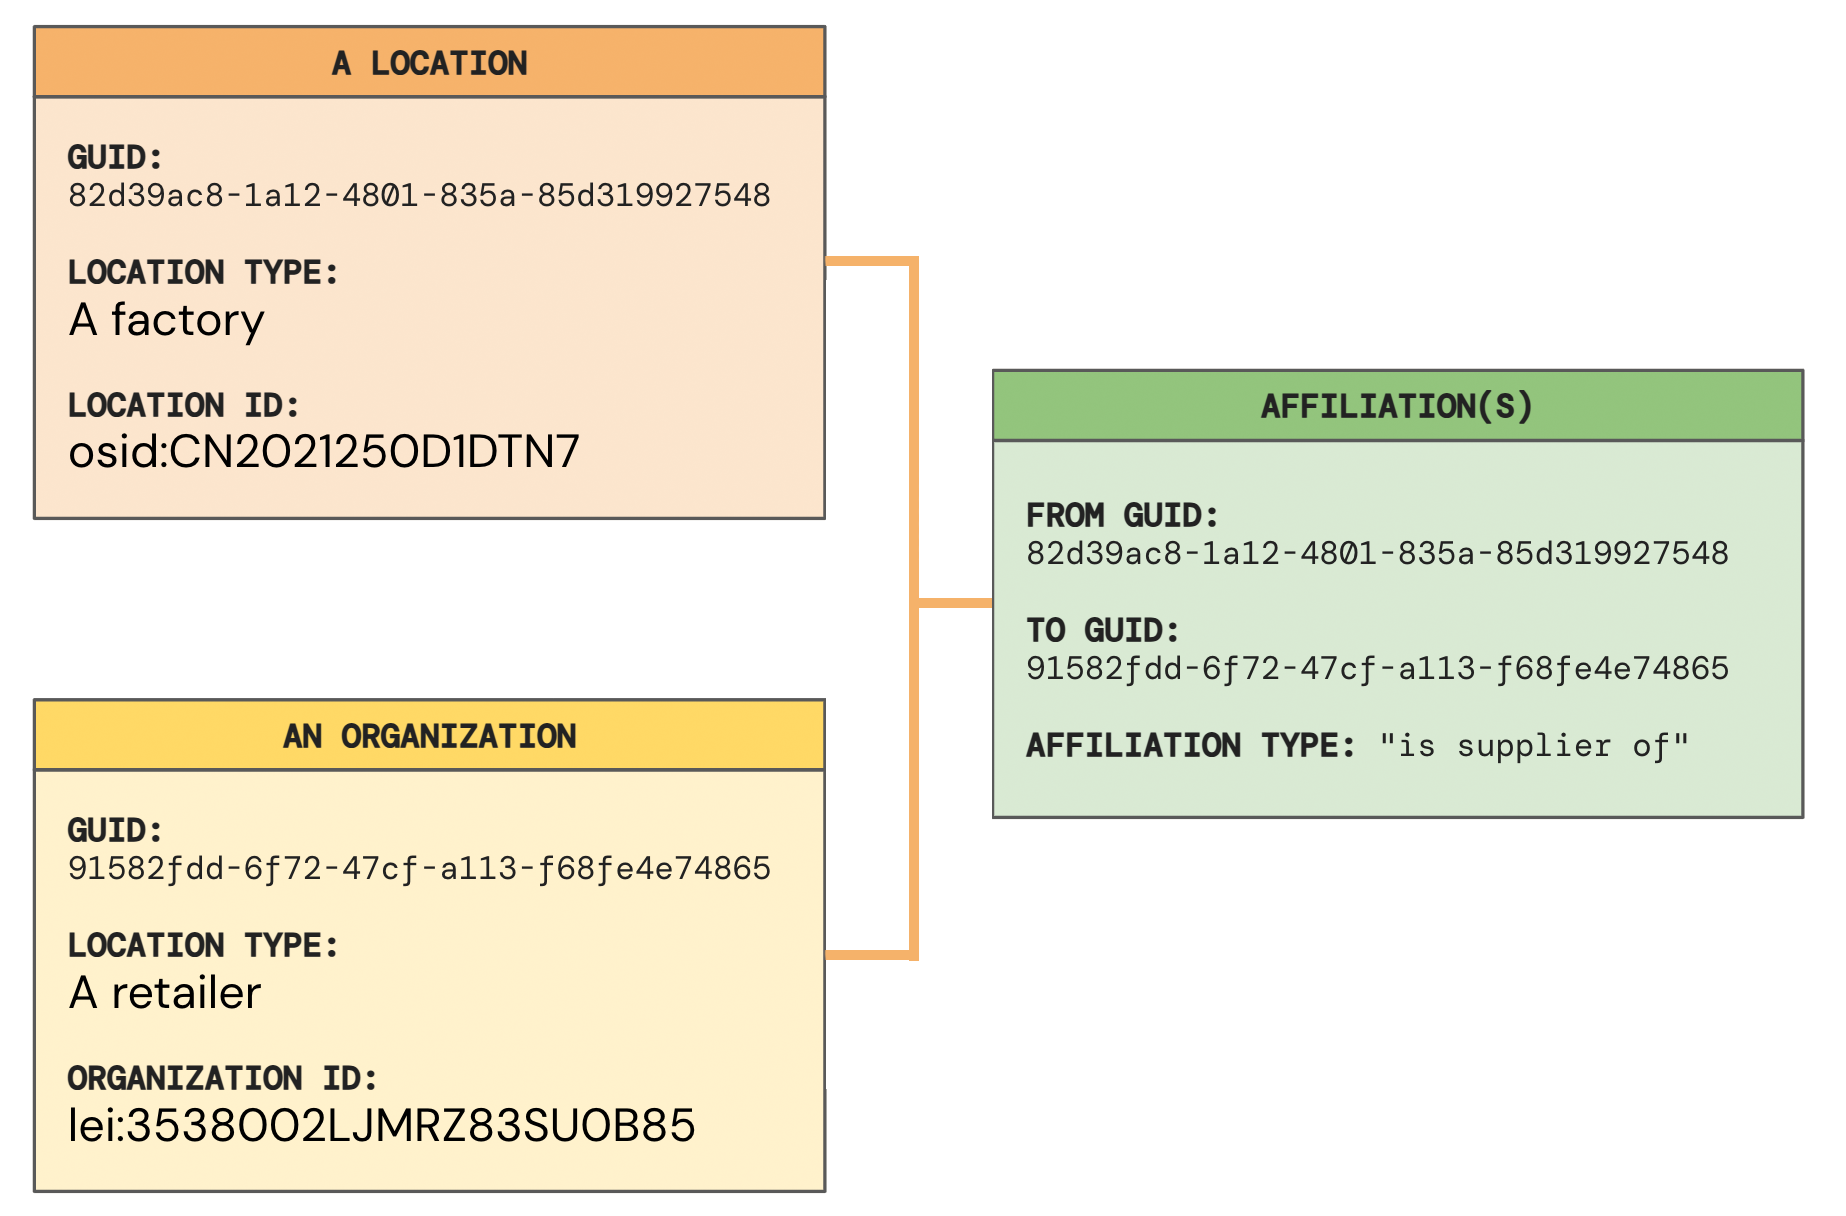 A LOCATION
GUID:
82d39ac8-1a12-4801-835a-85d319927548
LOCATION TYPE:
A factory
LOCATION ID:
osid:CN2021250D1DTN7
AFFILIATION(S)
FROM GUID:
82d39ac8-1a12-4801-835a-85d319927548
TO GUID:
91582fdd-6f72-47cf-a113-f68fe4e74865
AFFILIATION TYPE: "is supplier of"
AN ORGANIZATION
GUID:
91582fdd-6f72-47cf-a113-f68fe4e74865
LOCATION TYPE:
A retailer
ORGANIZATION ID:
lei:3538002LJMRZ83SU0B85